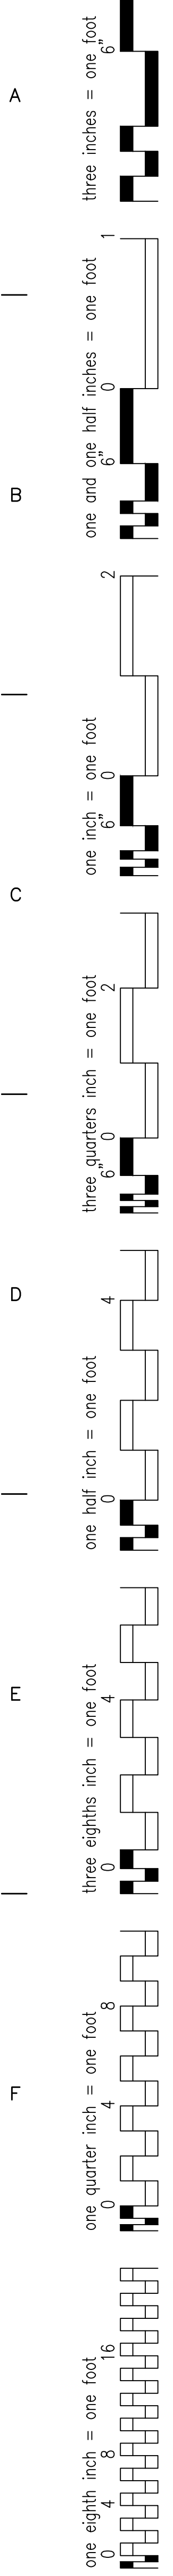 A
B
C
D
E
F
three inches = one foot
6"
one and one half inches = one foot
6" 0 1
one inch = one foot
6" 0 2
three quarters inch = one foot
6" 0 2
one half inch = one foot
0 4
three eighths inch = one foot
0 4
one quarter inch = one foot
0 4 8
one eighth inch = one foot
0 4 8 16